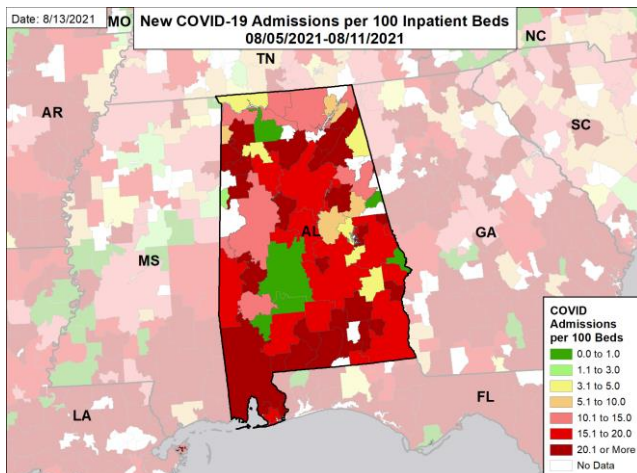 Date: 8/13/2021
New COVID-19 Admissions per 100 Inpatient Beds
08/05/2021-08/11/2021
MO
TN
NC
AR
SC
MS
AL
GA
LA
FL
COVID
Admissions
per 100 Beds
0.0 to 1.0
1.1 to 3.0
3.1 to 5.0
5.1 to 10.0
10.1 to 15.0
15.1 to 20.0
20.1 or More
No Data